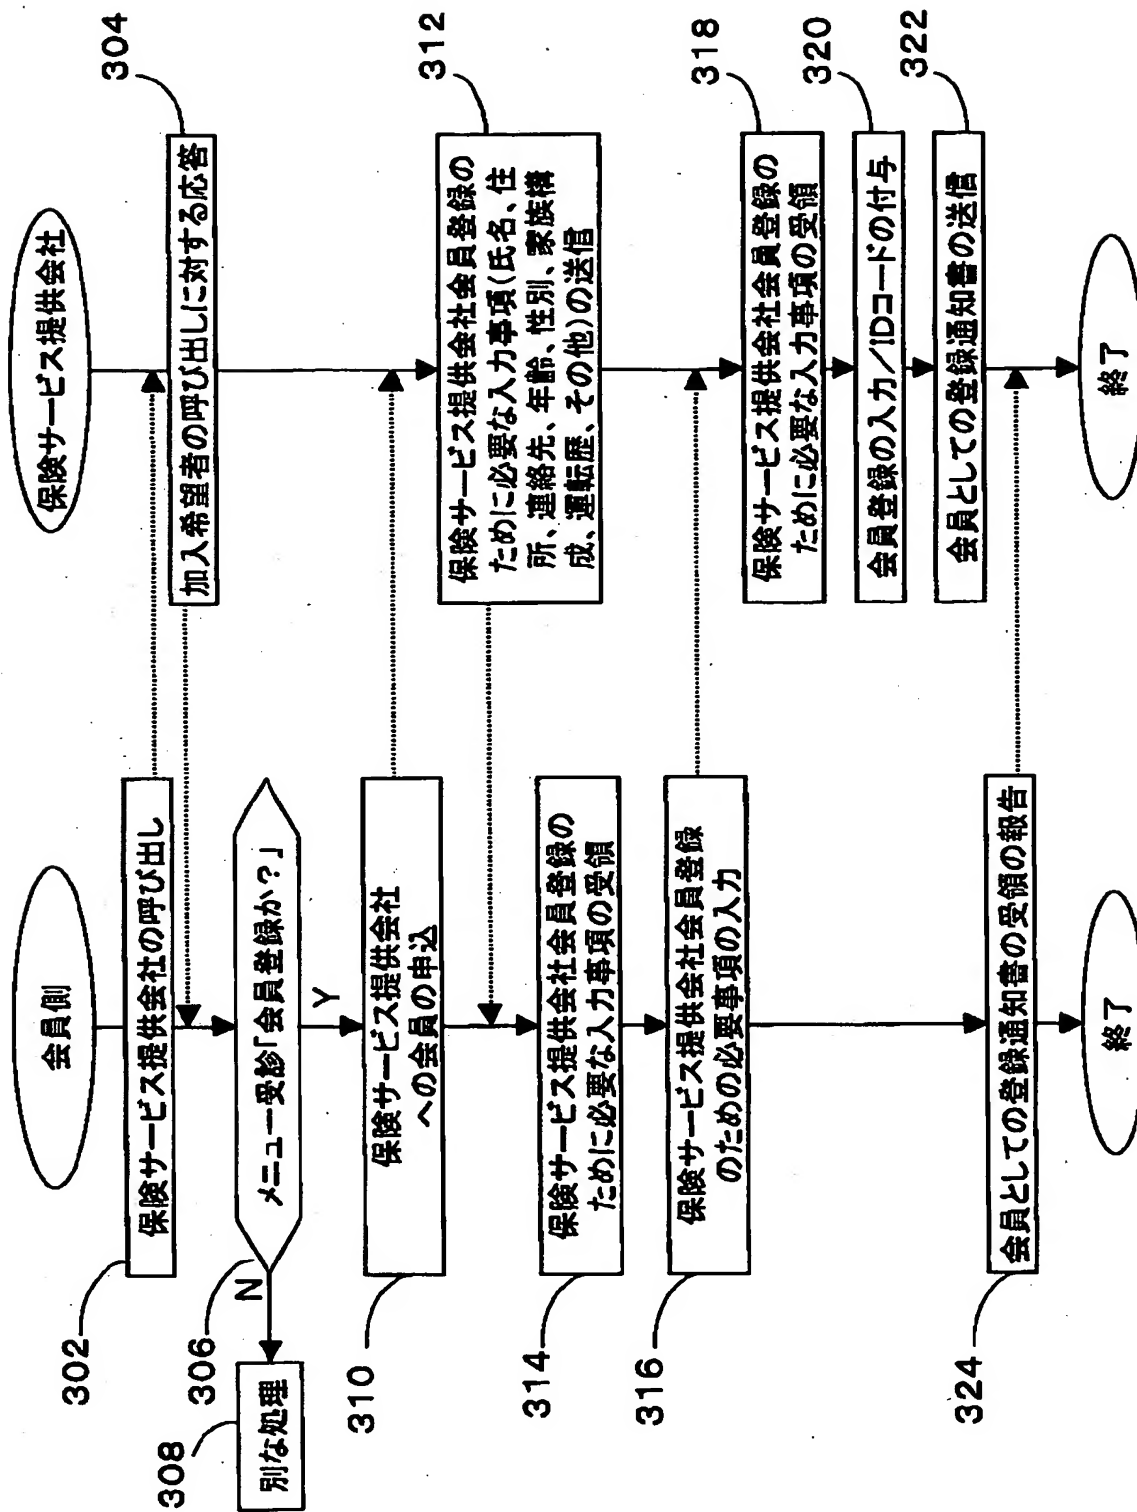 会員側
保険サービス提供会社
302
保険サービス提供会社の呼び出し
304
加入希望者の呼び出しに対する応答
306
メニュー受診「会員登録か?」
N
Y
308
別な処理
310
保険サービス提供会社
への会員の申込
312
保険サービス提供会社会員登録の
ために必要な入力事項(氏名、住
所、連絡先、年齢、性別、家族構
成、運転歴、その他)の送信
314
保険サービス提供会社会員登録の
ために必要な入力事項の受領
316
保険サービス提供会社会員登録
のための必要事項の入力
318
保険サービス提供会社会員登録の
ために必要な入力事項の受領
320
会員登録の入力/IDコードの付与
322
会員としての登録通知書の送信
324
会員としての登録通知書の受領の報告
終了
終了